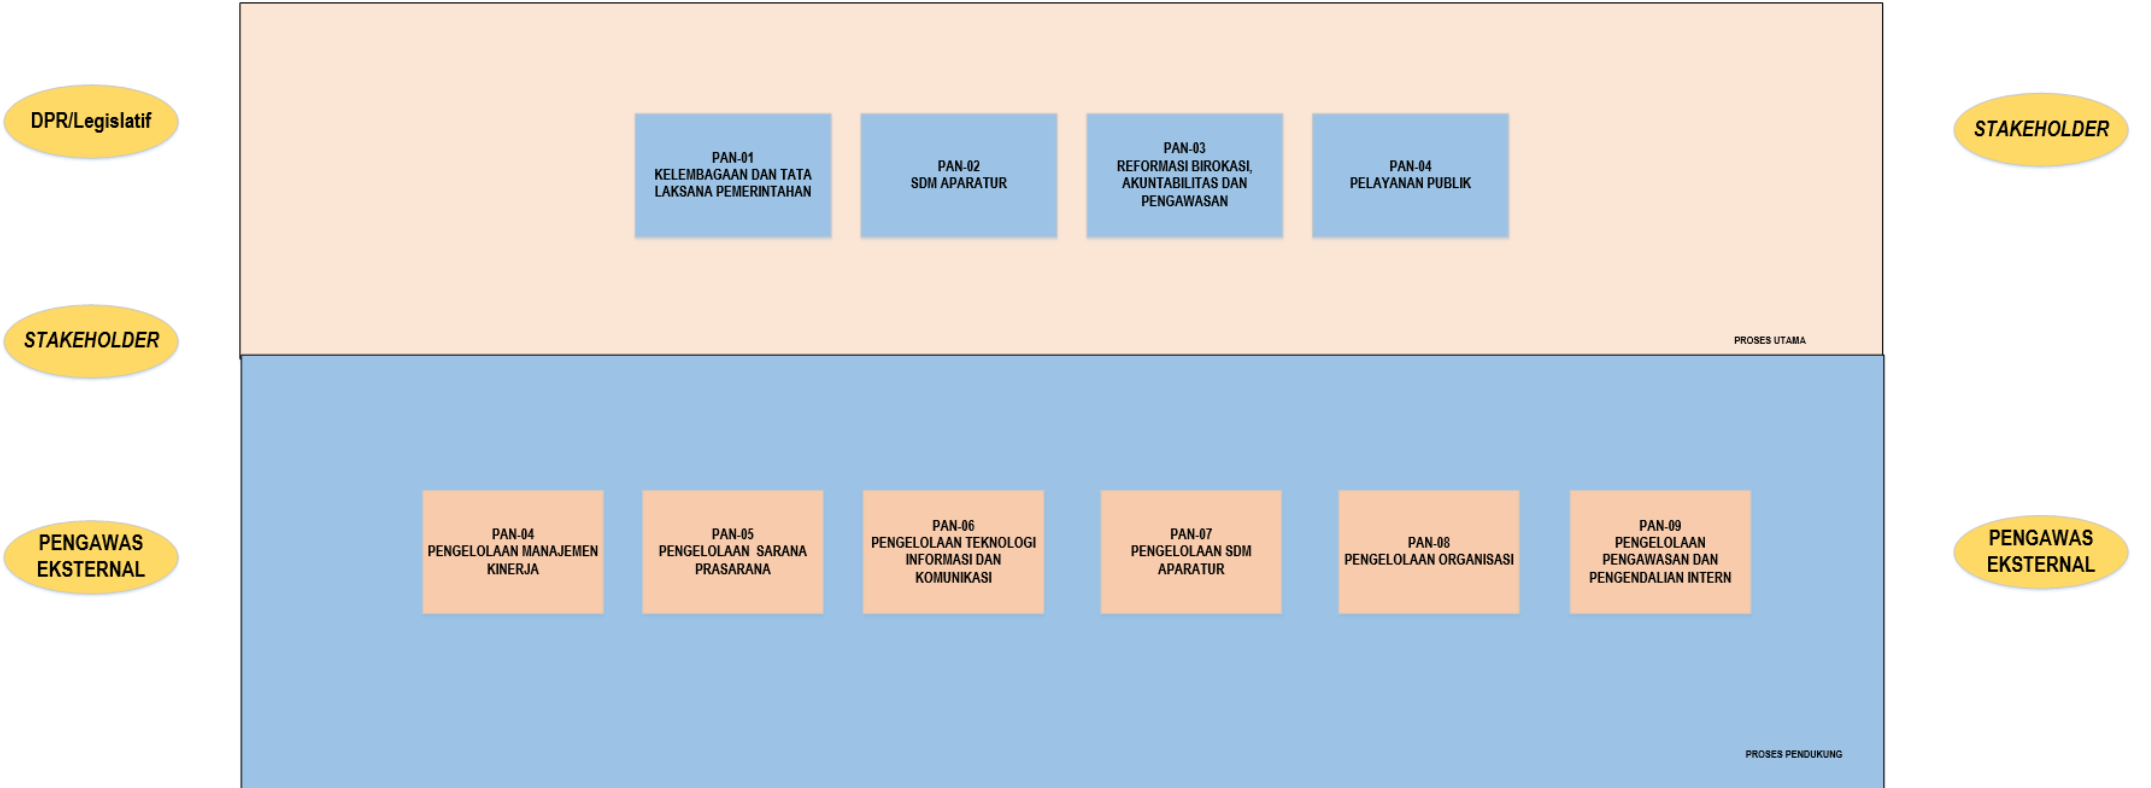 DPR/Legislatif
STAKEHOLDER
PENGAWAS
EKSTERNAL
PAN-01
KELEMBAGAAN DAN TATA
LAKSANA PEMERINTAHAN
PAN-02
SDM APARATUR
PAN-03
REFORMASI BIROKASI,
AKUNTABILITAS DAN
PENGAWASAN
PAN-04
PELAYANAN PUBLIK
PROSES UTAMA
PAN-04
PENGELOLAAN MANAJEMEN
KINERJA
PAN-05
PENGELOLAAN SARANA
PRASARANA
PAN-06
PENGELOLAAN TEKNOLOGI
INFORMASI DAN
KOMUNIKASI
PAN-07
PENGELOLAAN SDM
APARATUR
PAN-08
PENGELOLAAN ORGANISASI
PAN-09
PENGELOLAAN
PENGAWASAN DAN
PENGENDALIAN INTERN
PROSES PENDUKUNG
STAKEHOLDER
PENGAWAS
EKSTERNAL